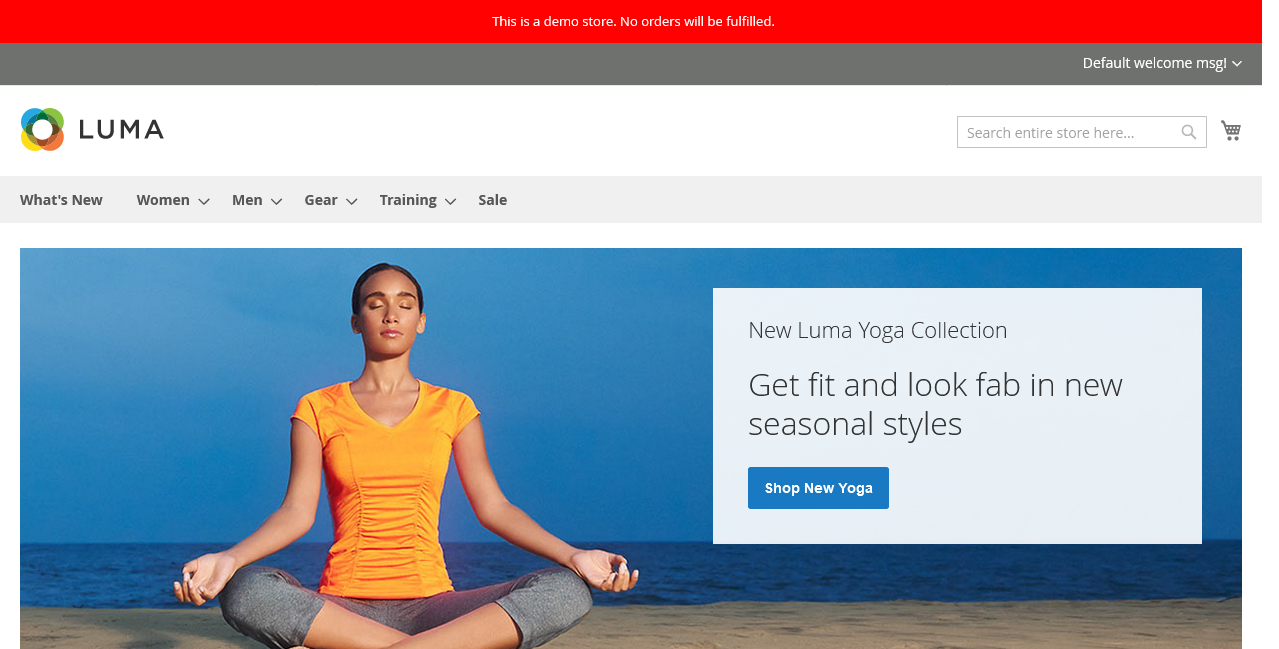 This is a demo store. No orders will be fulfilled.
Default welcome msg!
LUMA
Search entire store here...
What's New Women Men Gear Training Sale
New Luma Yoga Collection
Get fit and look fab in new
seasonal styles
Shop New Yoga